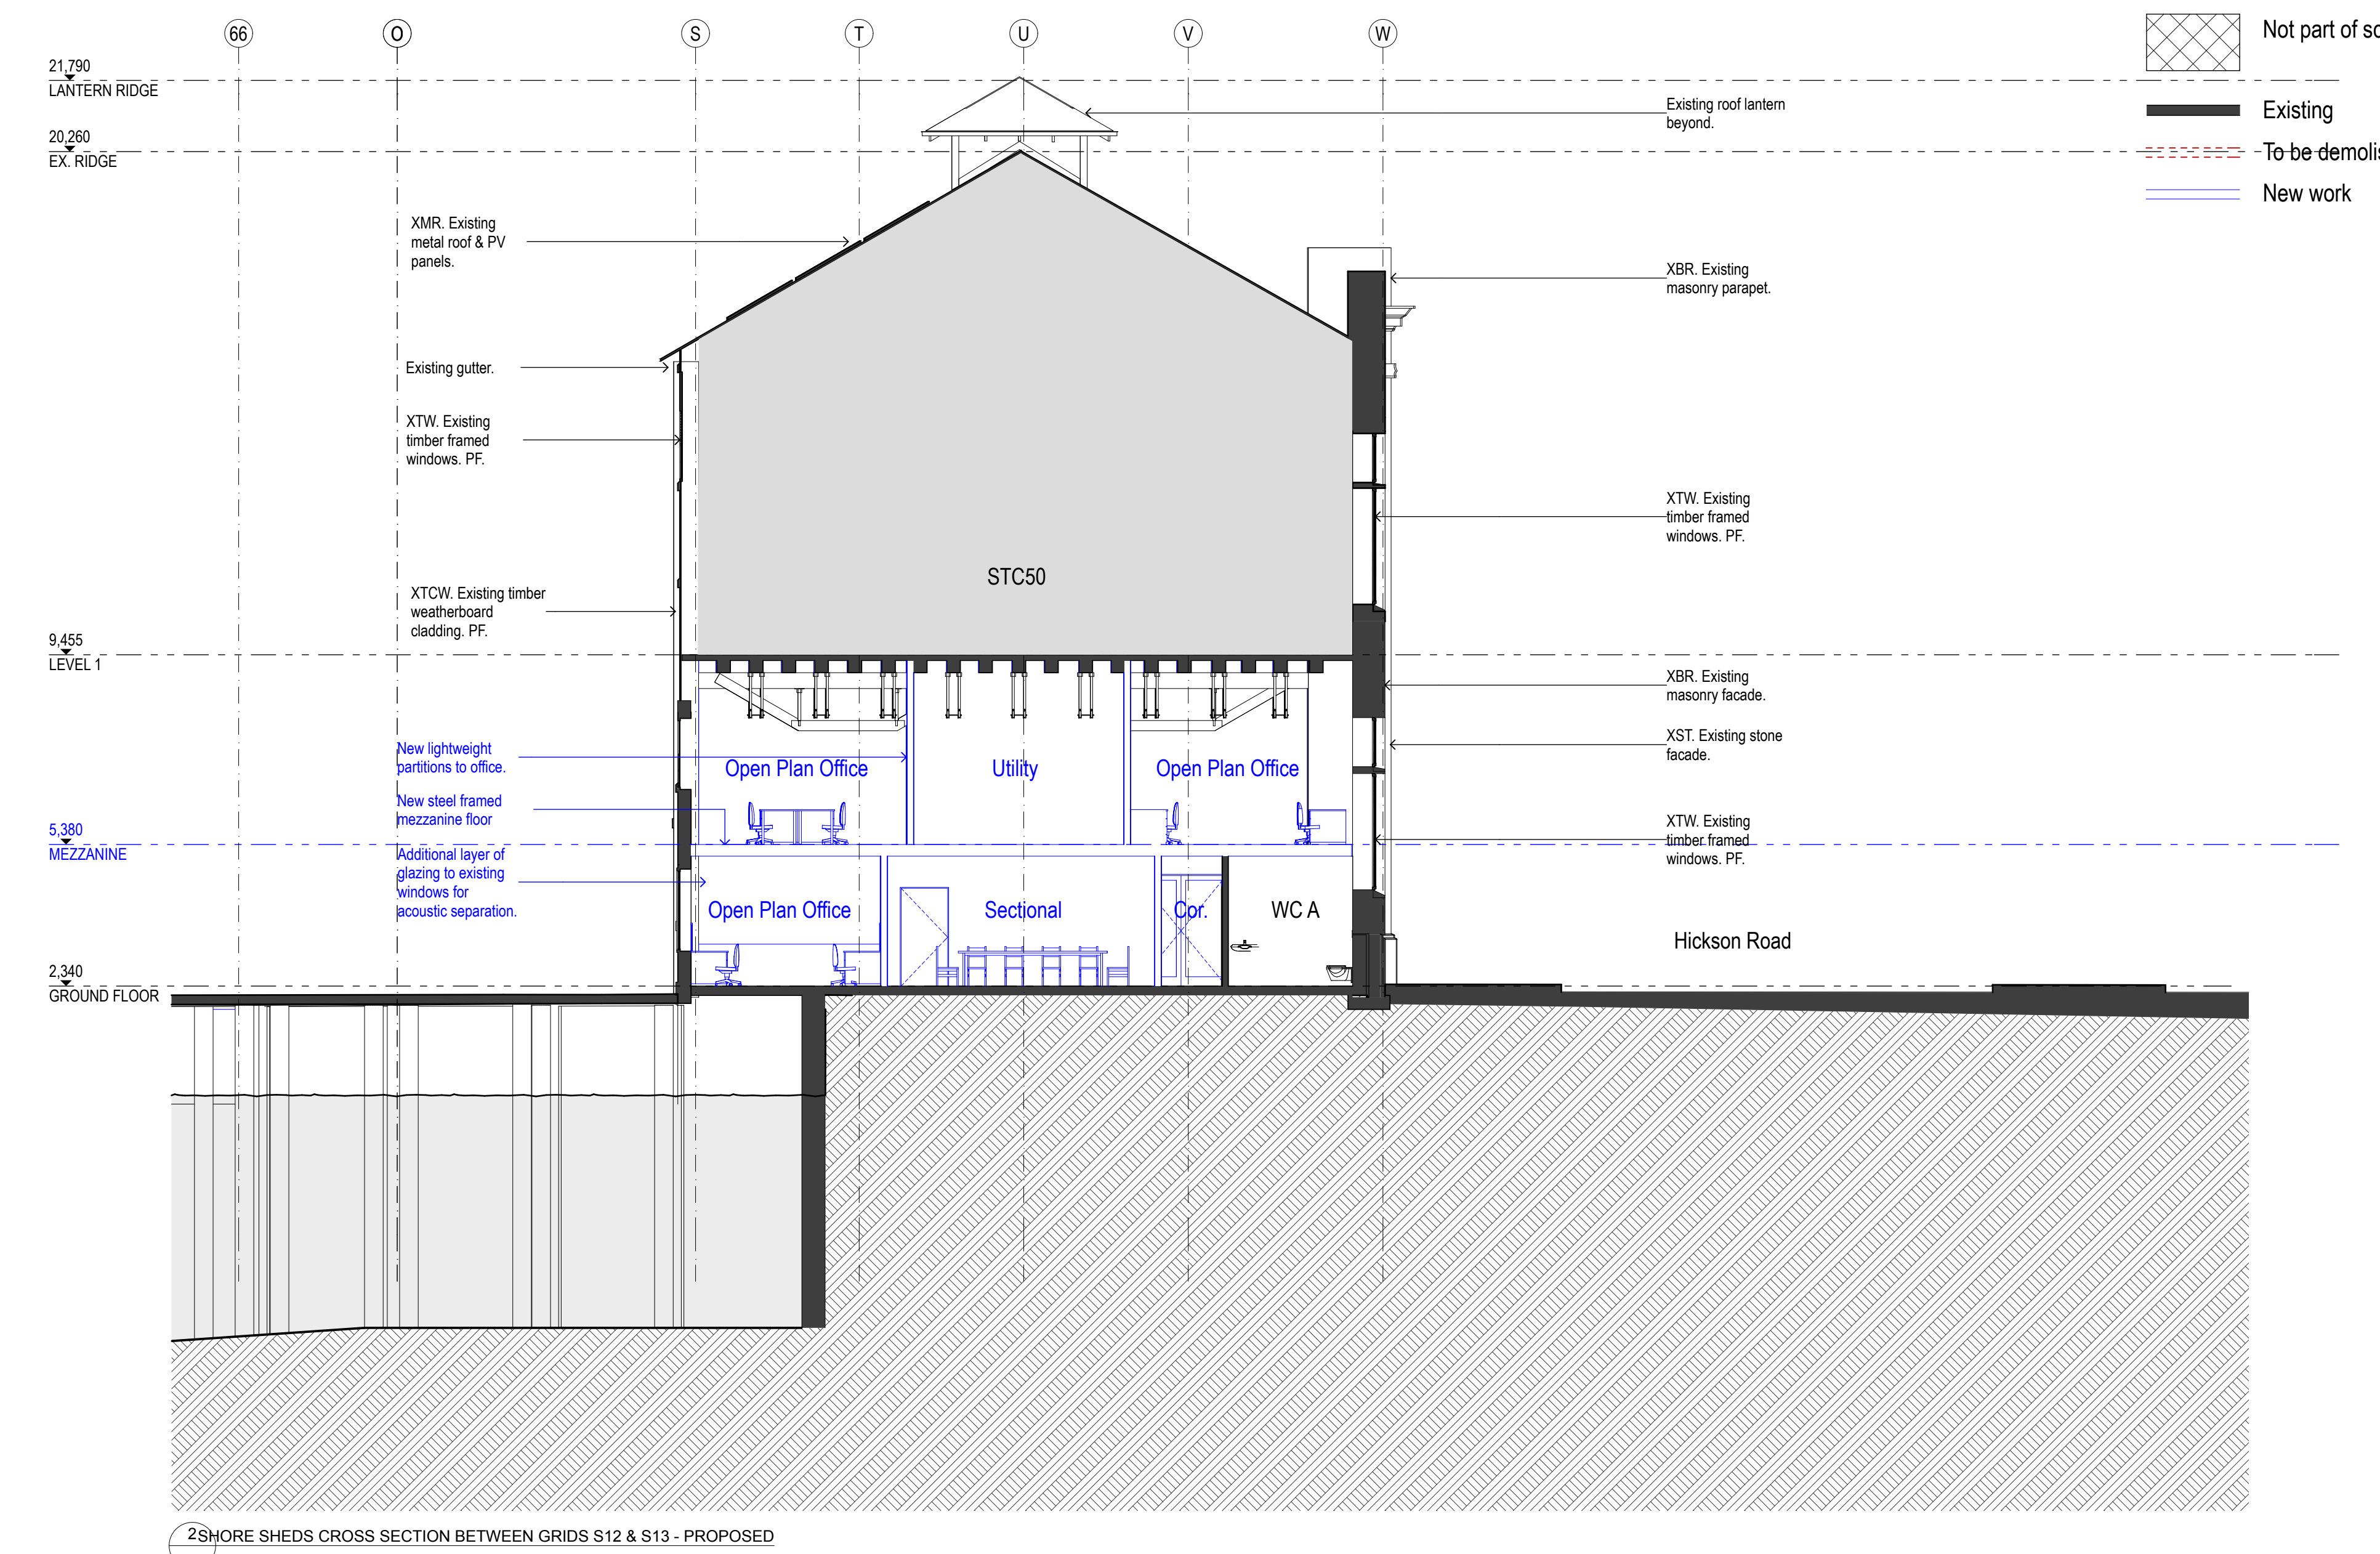 66
O
S
T
U
V
W
Not part of sc
21,790
LANTERN RIDGE
Existing roof lantern
beyond.
Existing
20,260
EX. RIDGE
To be demolis
New work
XMR. Existing
metal roof & PV
panels.
XBR. Existing
masonry parapet.
Existing gutter.
XTW. Existing
timber framed
windows. PF.
XTW. Existing
timber framed
windows. PF.
STC50
XTCW. Existing timber
weatherboard
cladding. PF.
9,455
LEVEL 1
XBR. Existing
masonry facade.
XST. Existing stone
facade.
New lightweight
partitions to office.
Open Plan Office
Utility
Open Plan Office
New steel framed
mezzanine floor
XTW. Existing
timber framed
windows. PF.
5,380
MEZZANINE
Additional layer of
glazing to existing
windows for
acoustic separation.
Open Plan Office
Sectional
Cor.
WC A
Hickson Road
2,340
GROUND FLOOR
2
SHORE SHEDS CROSS SECTION BETWEEN GRIDS S12 & S13 - PROPOSED